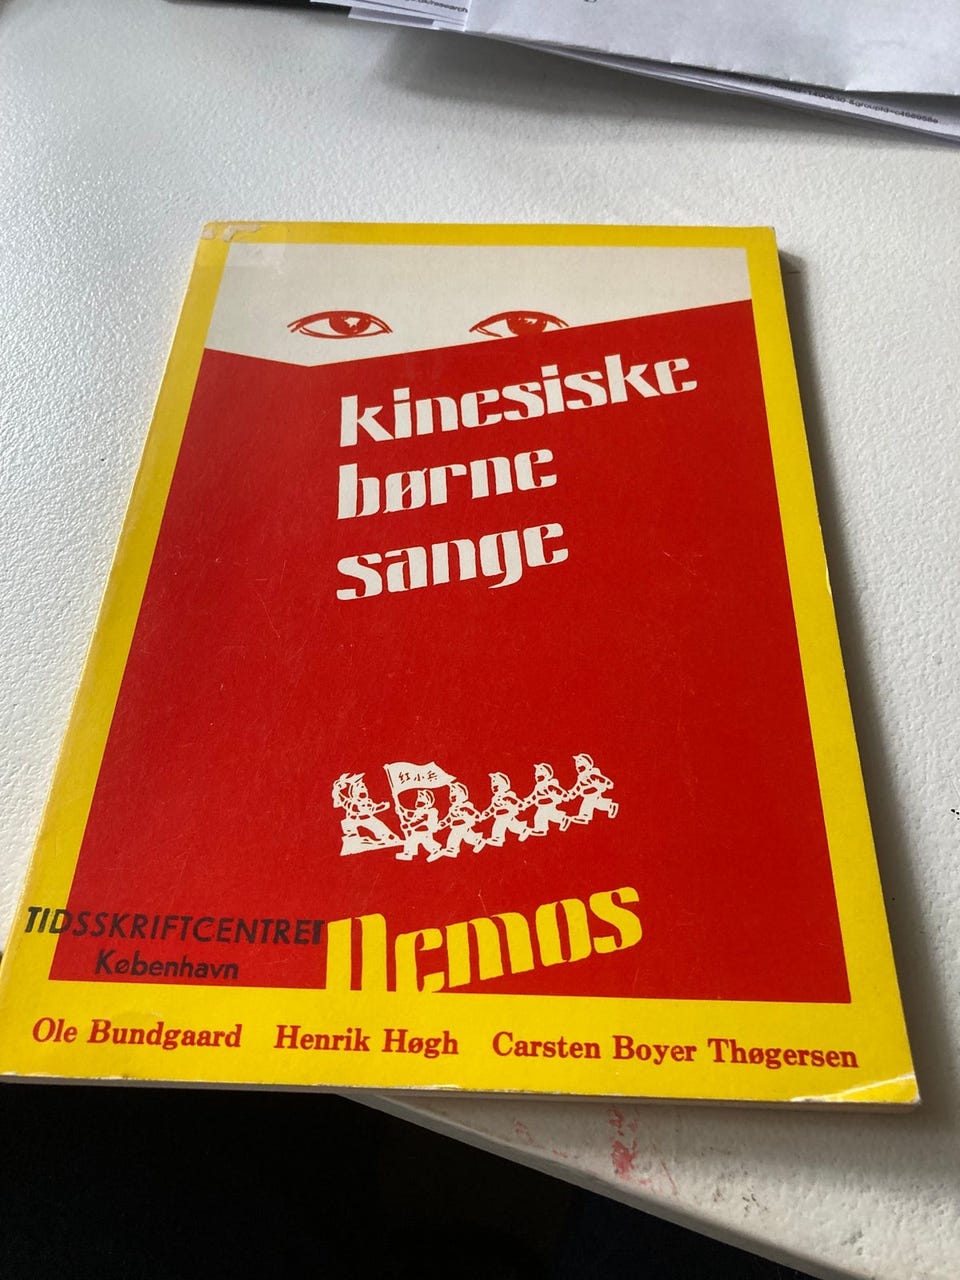 kinesiske
børne
sange
红小兵
Demos
TIDSSKRIFTCENTRET
København
Ole Bundgaard Henrik Høgh Carsten Boyer Thøgersen